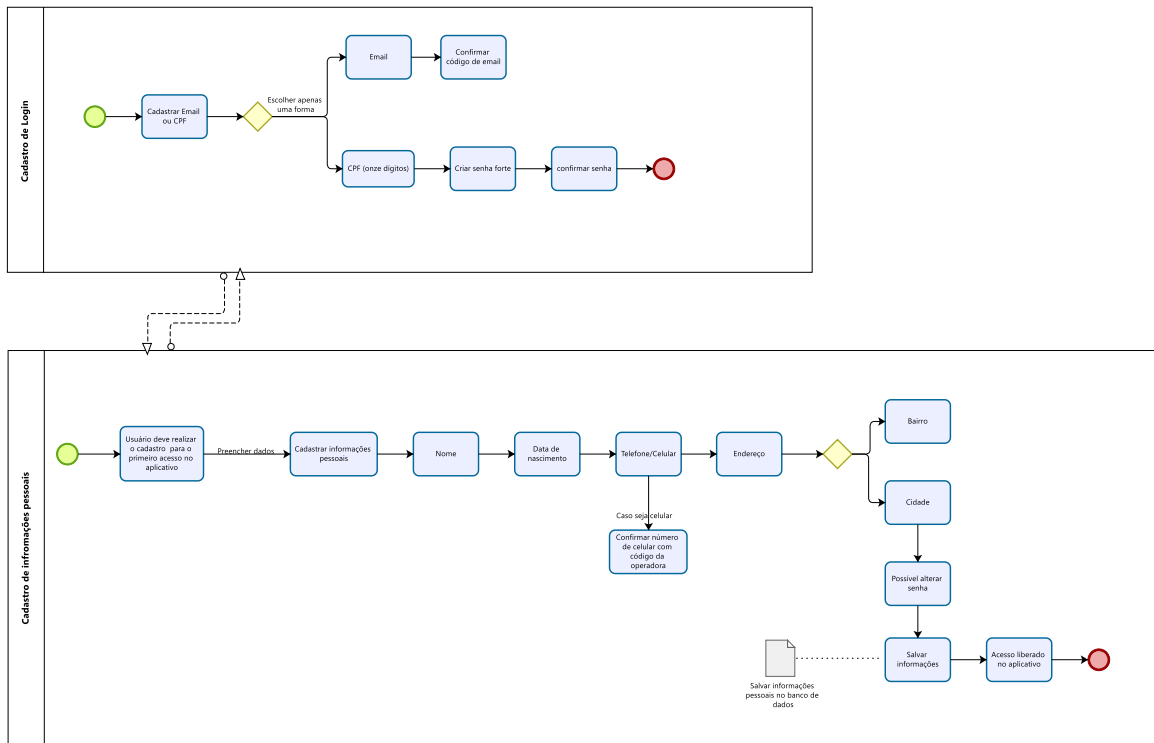 Cadastro de Login
Cadastrar Email
ou CPF
Escolher apenas
uma forma
Email
Confirmar
código de email
CPF (onze dígitos)
Criar senha forte
confirmar senha
Cadastro de infromações pessoais
Usuário deve realizar
o cadastro para o
primeiro acesso no
aplicativo
Preencher dados
Cadastrar informações
pessoais
Nome
Data de
nascimento
Telefone/Celular
Endereço
Caso seja celular
Confirmar número
de celular com
código da
operadora
Bairro
Cidade
Possível alterar
senha
Salvar
informações
Acesso liberado
no aplicativo
Salvar informações
pessoais no banco de
dados